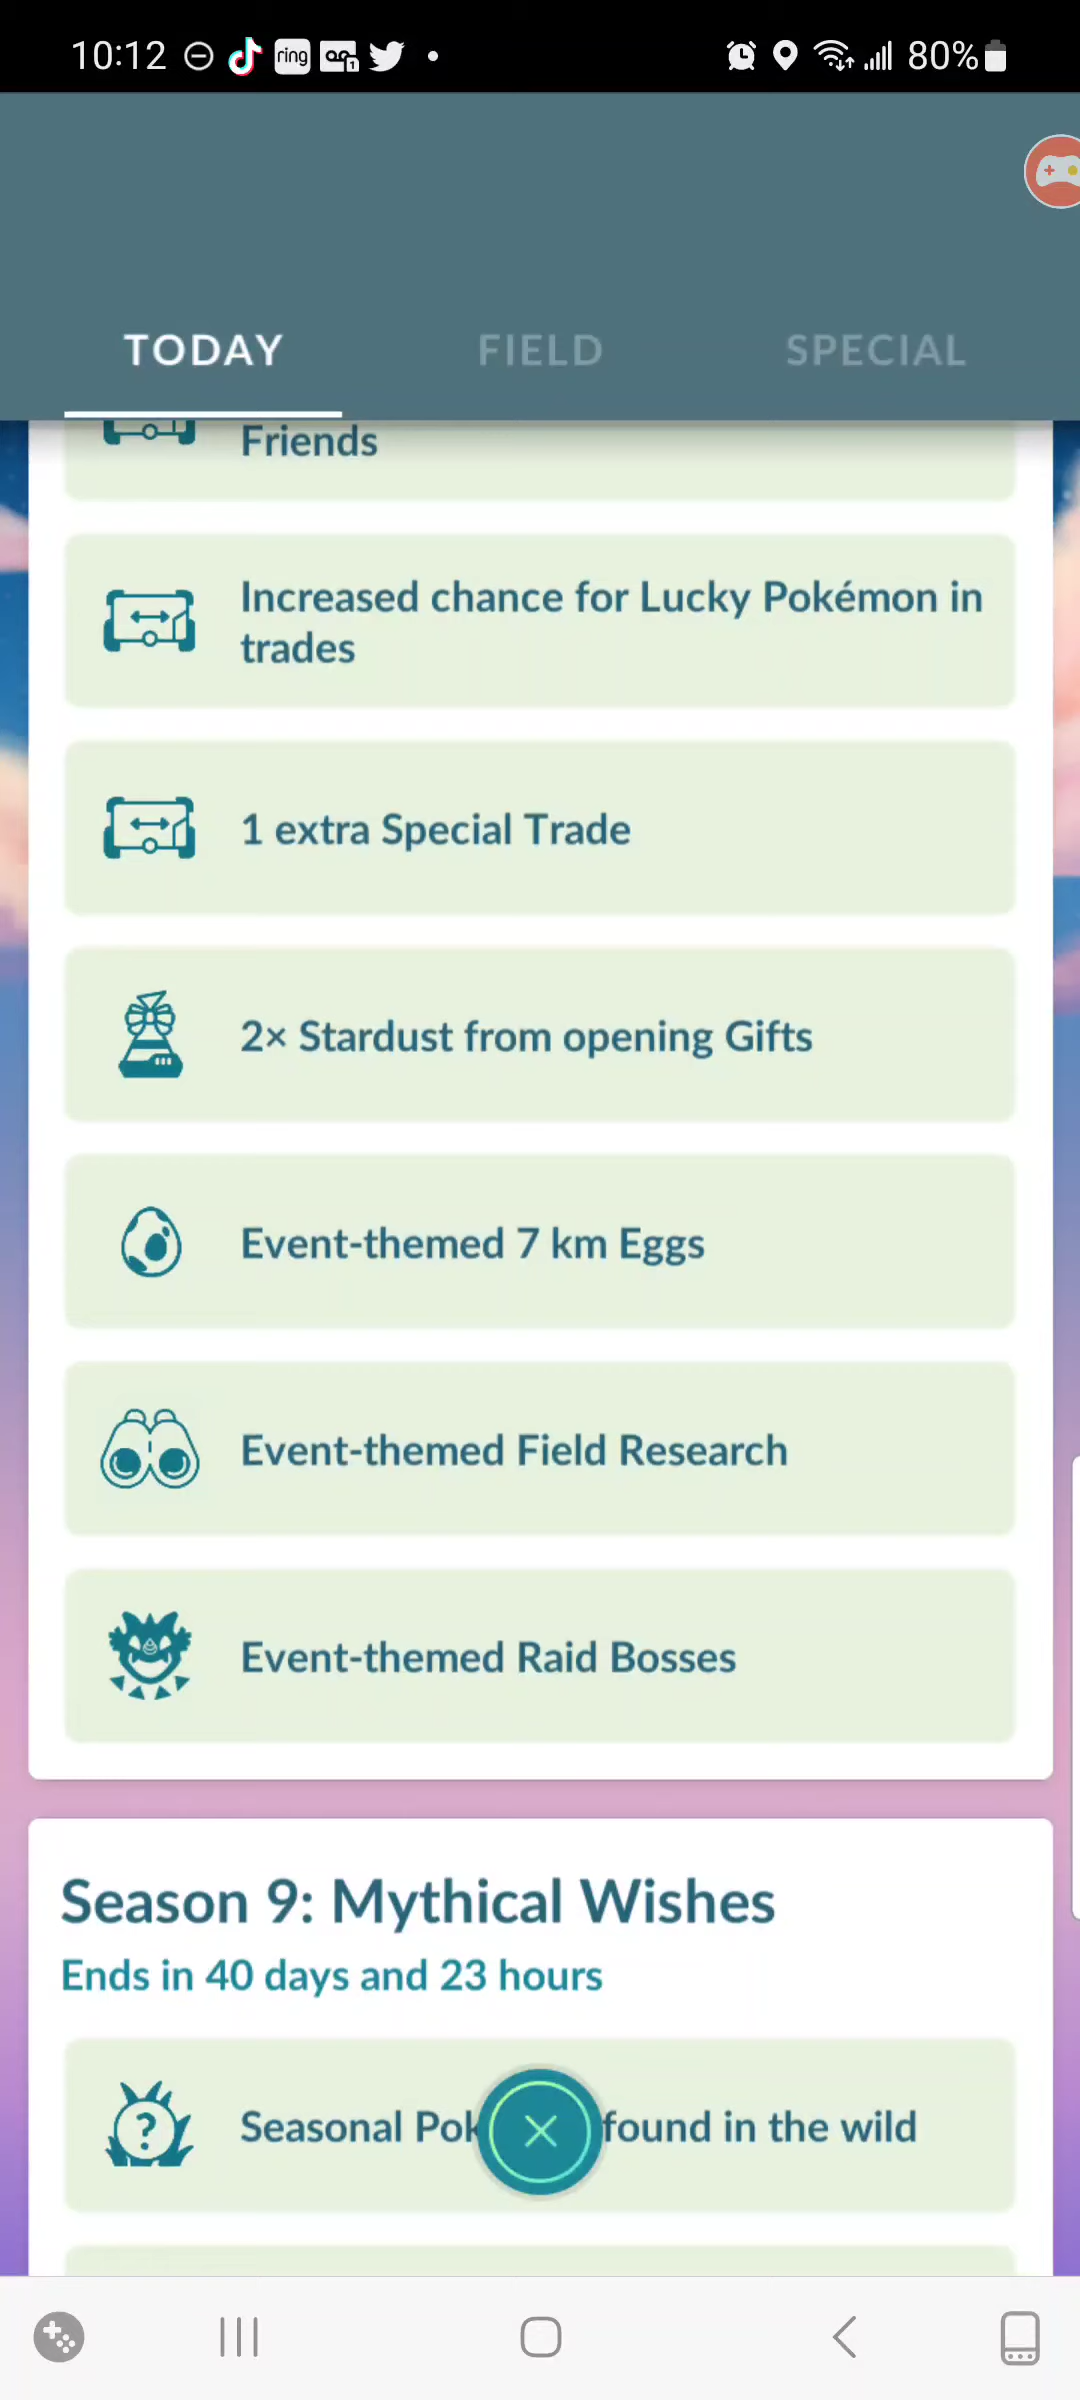 10:12
ring
80%
TODAY
FIELD
SPECIAL
Friends
Increased chance for Lucky Pokémon in
trades
1 extra Special Trade
2× Stardust from opening Gifts
Event-themed 7 km Eggs
Event-themed Field Research
Event-themed Raid Bosses
Season 9: Mythical Wishes
Ends in 40 days and 23 hours
Seasonal Pok found in the wild